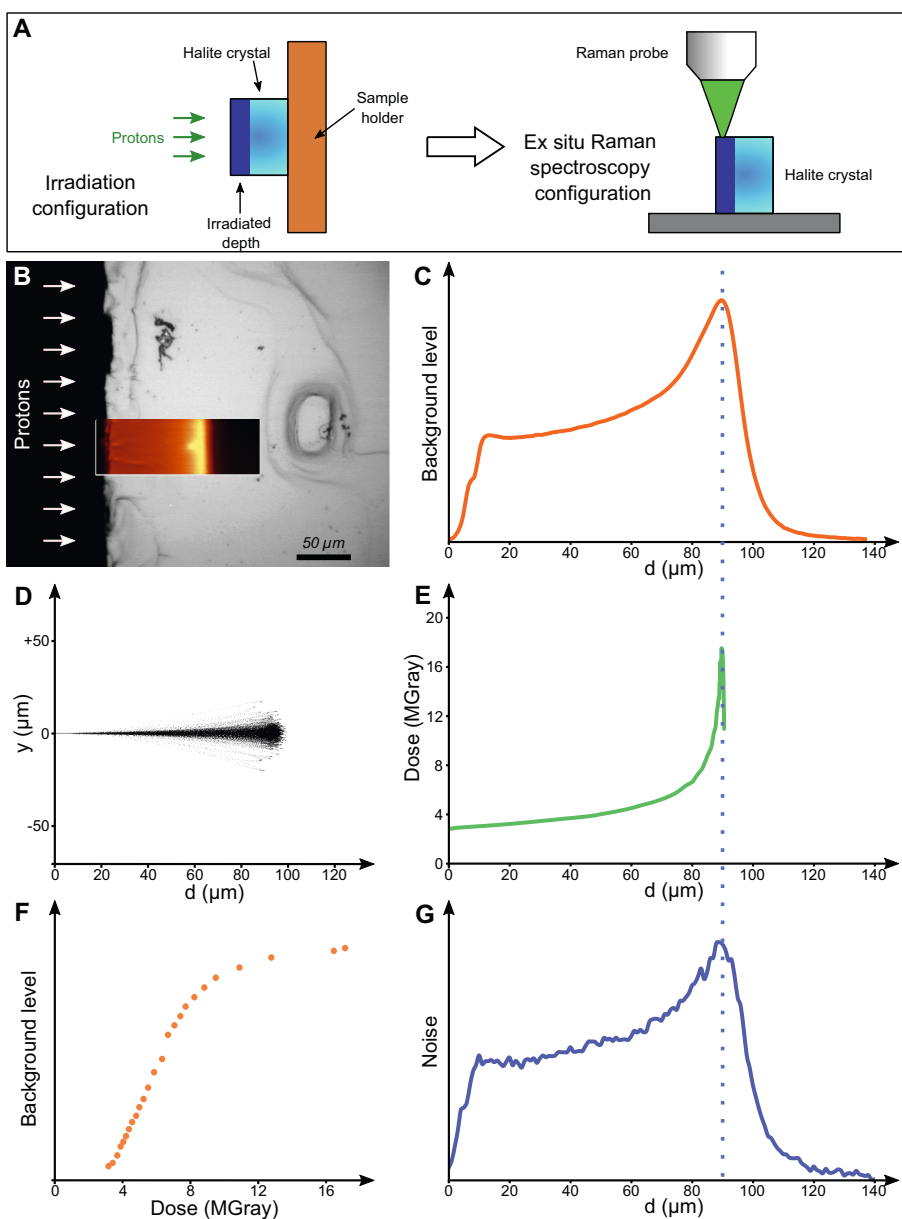 A
Halite crystal
Protons
Sample
holder
Irradiation
configuration
Irradiated
depth
Raman probe
Ex situ Raman
spectroscopy
configuration
Halite crystal
B
Protons
50 µm
C
Background level
0
20
40
60
80
100
120
140
d (µm)
D
y (µm)
+50
0
-50
0
20
40
60
80
100
120
d (µm)
E
Dose (MGray)
20
16
12
8
4
0
0
20
40
60
80
100
120
140
d (µm)
F
Background level
0
4
8
12
16
Dose (MGray)
G
Noise
0
20
40
60
80
100
120
140
d (µm)